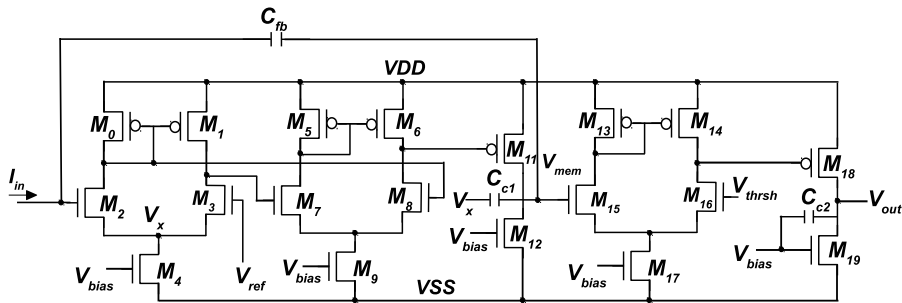 C_fb
VDD
M_0 M_1 M_5 M_6 M_13 M_14
M_11 V_mem M_18
I_in C_c1
M_2 V_x M_3 M_7 M_8 V_x M_15 M_16 V_thrsh C_c2 V_out
V_bias M_12
V_bias M_4 V_ref V_bias M_9 V_bias M_17 V_bias M_19
VSS